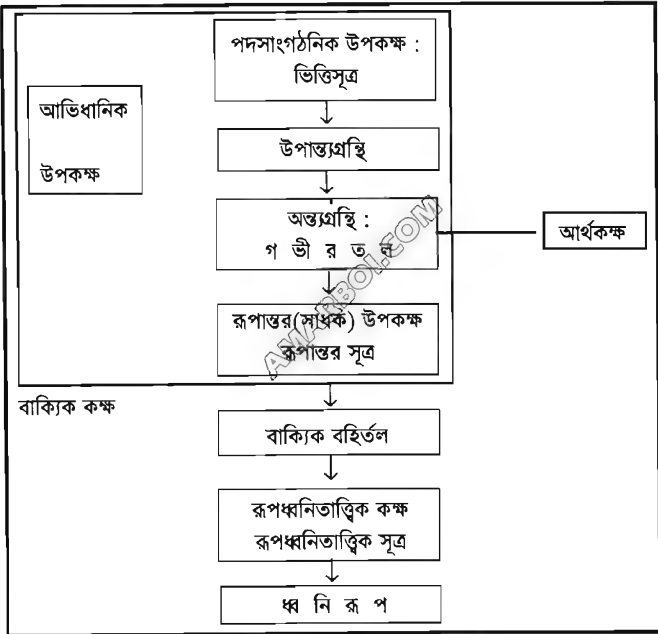 পদসাংগঠনিক উপকক্ষ :
ভিত্তিসূত্র
আভিধানিক
উপকক্ষ
উপান্ত্যগ্রন্থি
অন্ত্যগ্রন্থি :
গ ভী র ত ল
আর্থকক্ষ
রূপান্তর(সাধক) উপকক্ষ
রূপান্তর সূত্র
বাক্যিক কক্ষ
বাক্যিক বহির্তল
রূপধ্বনিতাত্ত্বিক কক্ষ
রূপধ্বনিতাত্ত্বিক সূত্র
ধ্ব নি রূ প
AMARBOI.COM